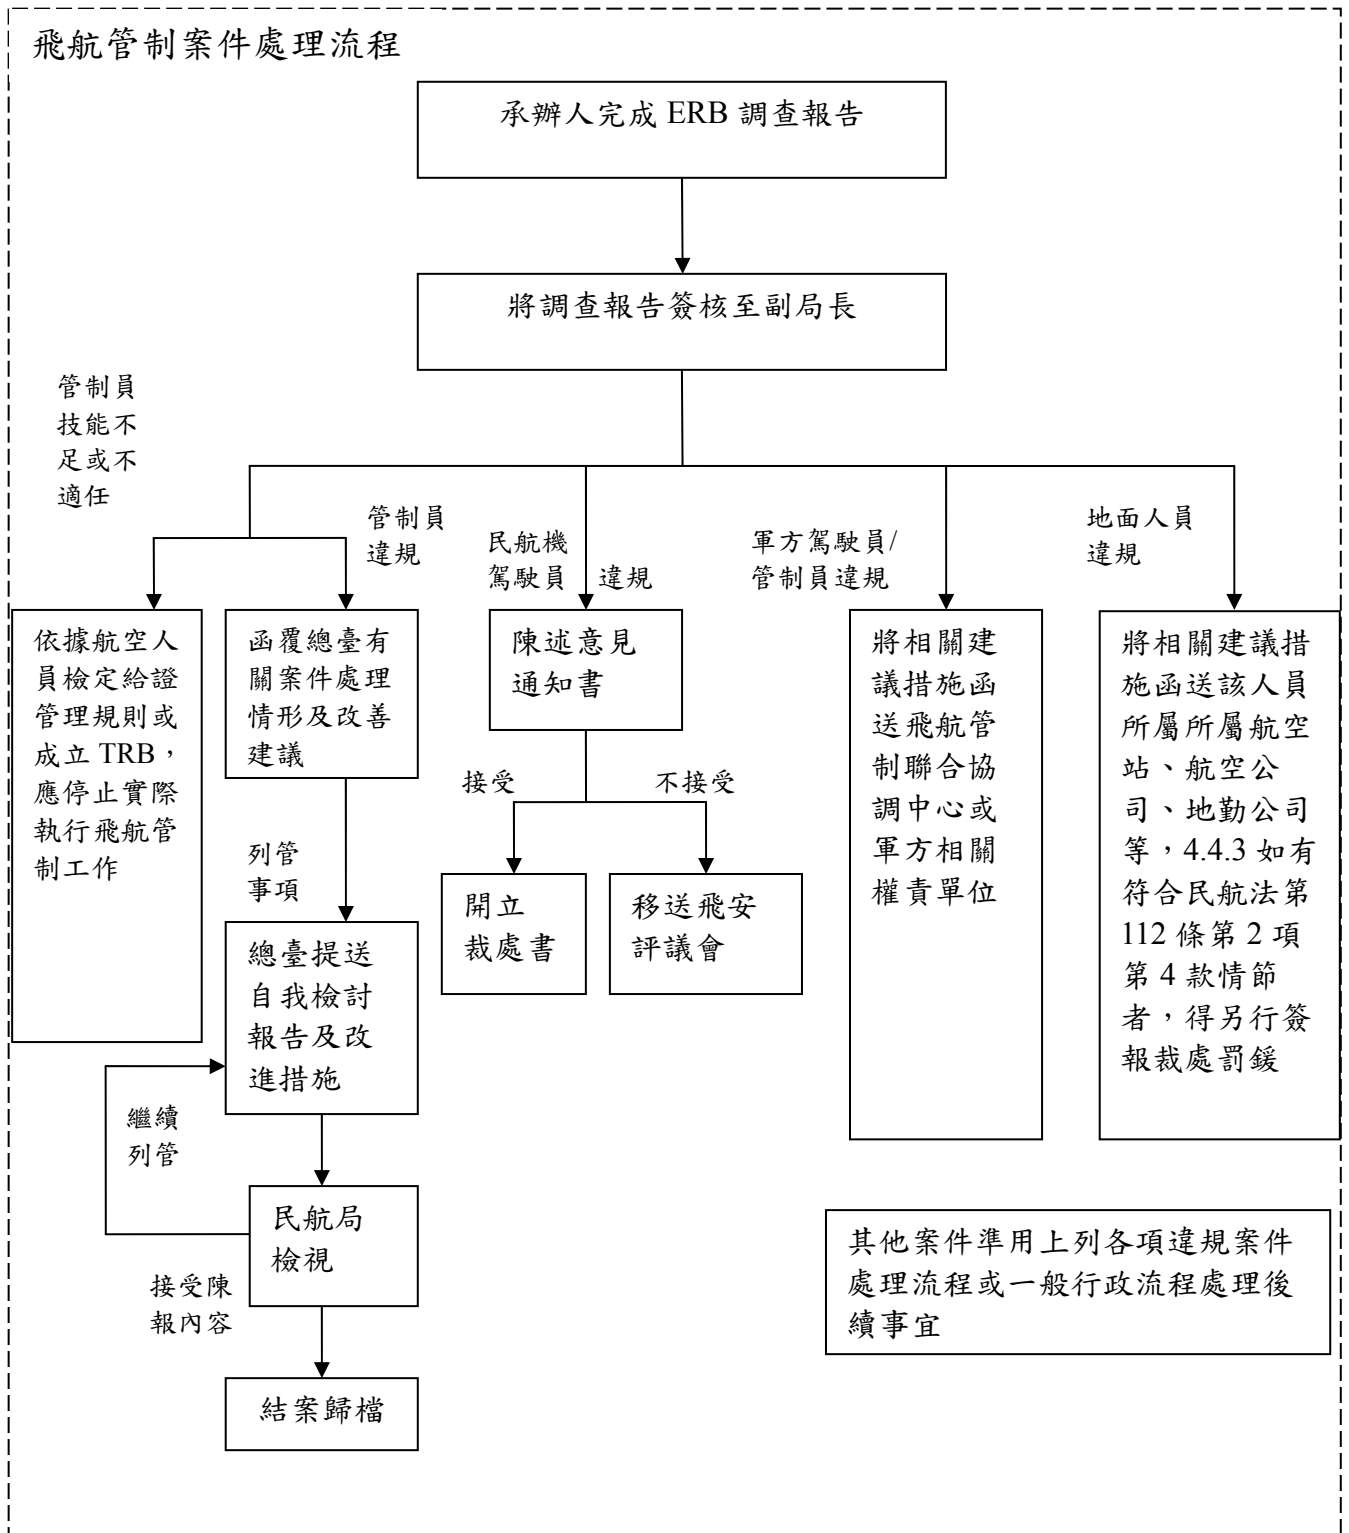 飛航管制案件處理流程
承辦人完成 ERB 調查報告
將調查報告簽核至副局長
管制員
技能不
足或不
適任
管制員
違規
民航機
駕駛員
違規
軍方駕駛員/
管制員違規
地面人員
違規
依據航空人
員檢定給證
管理規則或
成立 TRB，
應停止實際
執行飛航管
制工作
函覆總臺有
關案件處理
情形及改善
建議
陳述意見
通知書
將相關建
議措施函
送飛航管
制聯合協
調中心或
軍方相關
權責單位
將相關建議措
施函送該人員
所屬所屬航空
站、航空公
司、地勤公司
等，4.4.3 如有
符合民航法第
112 條第 2 項
第 4 款情節
者，得另行簽
報裁處罰鍰
接受
不接受
列管
事項
開立
裁處書
移送飛安
評議會
總臺提送
自我檢討
報告及改
進措施
繼續
列管
民航局
檢視
接受陳
報內容
結案歸檔
其他案件準用上列各項違規案件
處理流程或一般行政流程處理後
續事宜